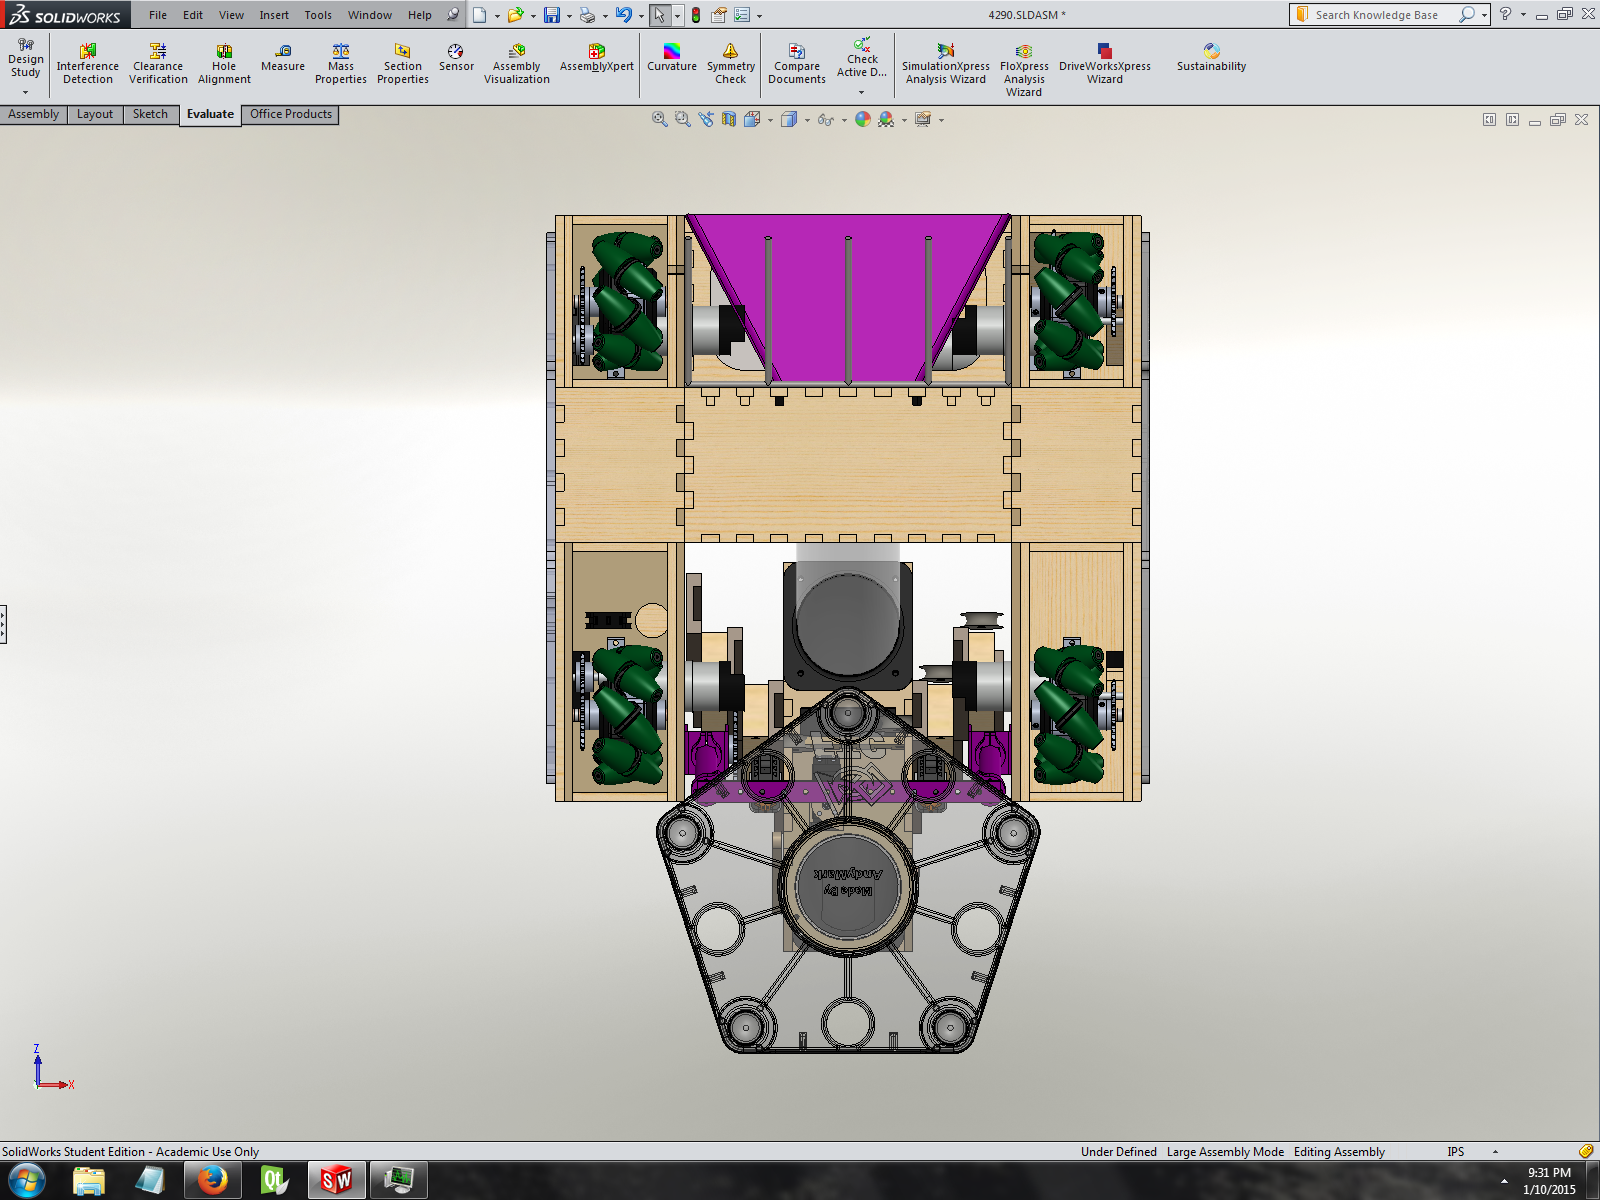 SOLIDWORKS File Edit View Insert Tools Window Help 4290.SLDASM * Search Knowledge Base ?
Design Study
Interference Detection
Clearance Verification
Hole Alignment
Measure
Mass Properties
Section Properties
Sensor
Assembly Visualization
AssemblyXpert
Curvature
Symmetry Check
Compare Documents
Check Active D...
SimulationXpress Analysis Wizard
FloXpress Analysis Wizard
DriveWorksXpress Wizard
Sustainability
Assembly Layout Sketch Evaluate Office Products
Made By
AndyMark
Z
X
SolidWorks Student Edition - Academic Use Only Under Defined Large Assembly Mode Editing Assembly IPS
Qt SW
9:31 PM
1/10/2015